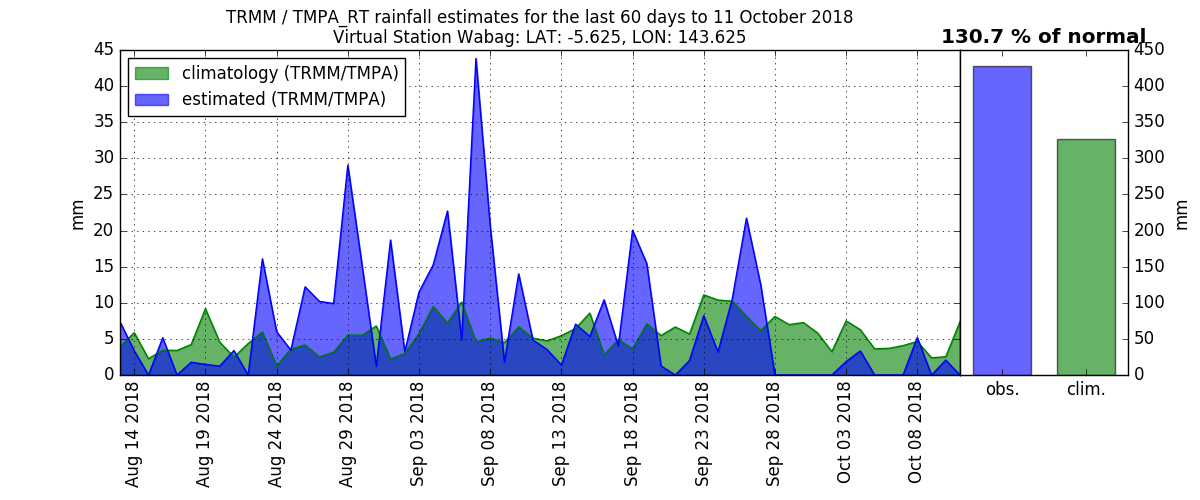 TRMM / TMPA_RT rainfall estimates for the last 60 days to 11 October 2018
Virtual Station Wabag: LAT: -5.625, LON: 143.625
130.7 % of normal
climatology (TRMM/TMPA)
estimated (TRMM/TMPA)
45
40
35
30
25
20
15
10
5
0
mm
Aug 14 2018
Aug 19 2018
Aug 24 2018
Aug 29 2018
Sep 03 2018
Sep 08 2018
Sep 13 2018
Sep 18 2018
Sep 23 2018
Sep 28 2018
Oct 03 2018
Oct 08 2018
obs.
clim.
450
400
350
300
250
200
150
100
50
0
mm